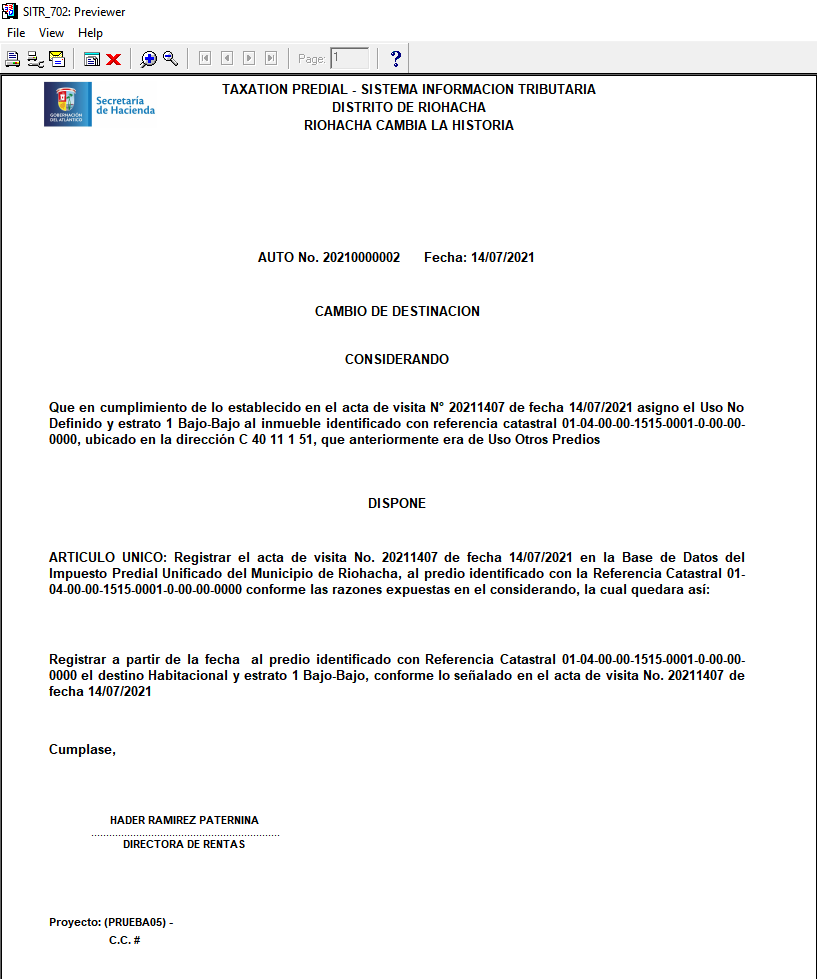 SITR_702: Previewer
File View Help
Page: 1
?
GOBERNACIÓN
DEL ATLÁNTICO
Secretaría
de Hacienda
TAXATION PREDIAL - SISTEMA INFORMACION TRIBUTARIA
DISTRITO DE RIOHACHA
RIOHACHA CAMBIA LA HISTORIA
AUTO No. 20210000002 Fecha: 14/07/2021
CAMBIO DE DESTINACION
CONSIDERANDO
Que en cumplimiento de lo establecido en el acta de visita N° 20211407 de fecha 14/07/2021 asigno el Uso No
Definido y estrato 1 Bajo-Bajo al inmueble identificado con referencia catastral 01-04-00-00-1515-0001-0-00-00-
0000, ubicado en la dirección C 40 11 1 51, que anteriormente era de Uso Otros Predios
DISPONE
ARTICULO UNICO: Registrar el acta de visita No. 20211407 de fecha 14/07/2021 en la Base de Datos del
Impuesto Predial Unificado del Municipio de Riohacha, al predio identificado con la Referencia Catastral 01-
04-00-00-1515-0001-0-00-00-0000 conforme las razones expuestas en el considerando, la cual quedara así:
Registrar a partir de la fecha al predio identificado con Referencia Catastral 01-04-00-00-1515-0001-0-00-00-
0000 el destino Habitacional y estrato 1 Bajo-Bajo, conforme lo señalado en el acta de visita No. 20211407 de
fecha 14/07/2021
Cumplase,
HADER RAMIREZ PATERNINA
DIRECTORA DE RENTAS
Proyecto: (PRUEBA05) -
C.C. #